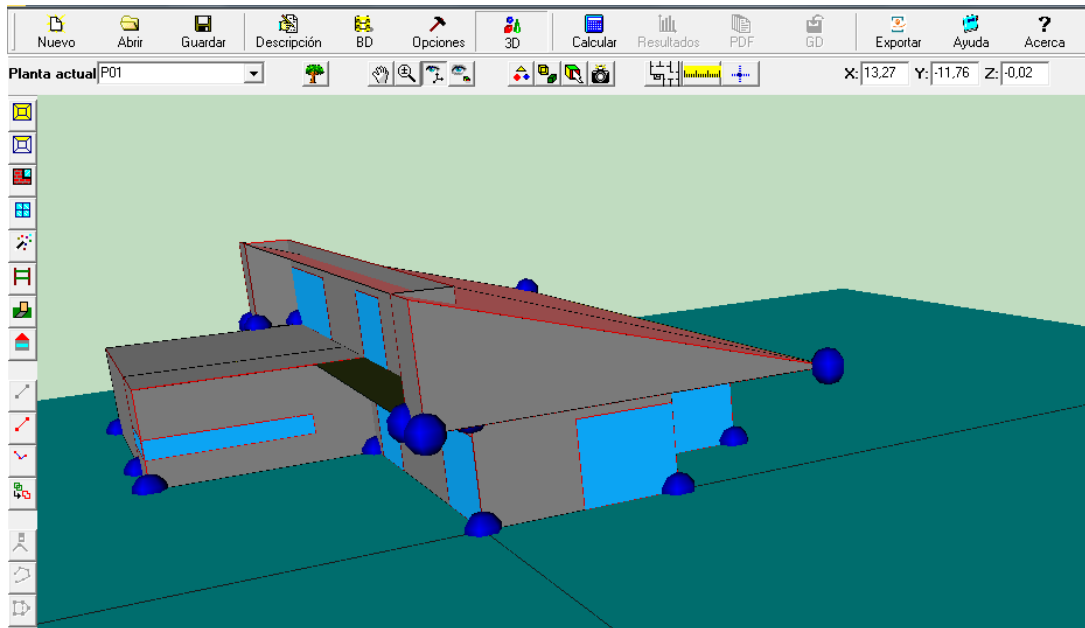 Nuevo Abrir Guardar Descripción BD Opciones 3D Calcular Resultados PDF GD Exportar Ayuda Acerca
Planta actual P01 X: 13,27 Y: -11,76 Z: -0,02